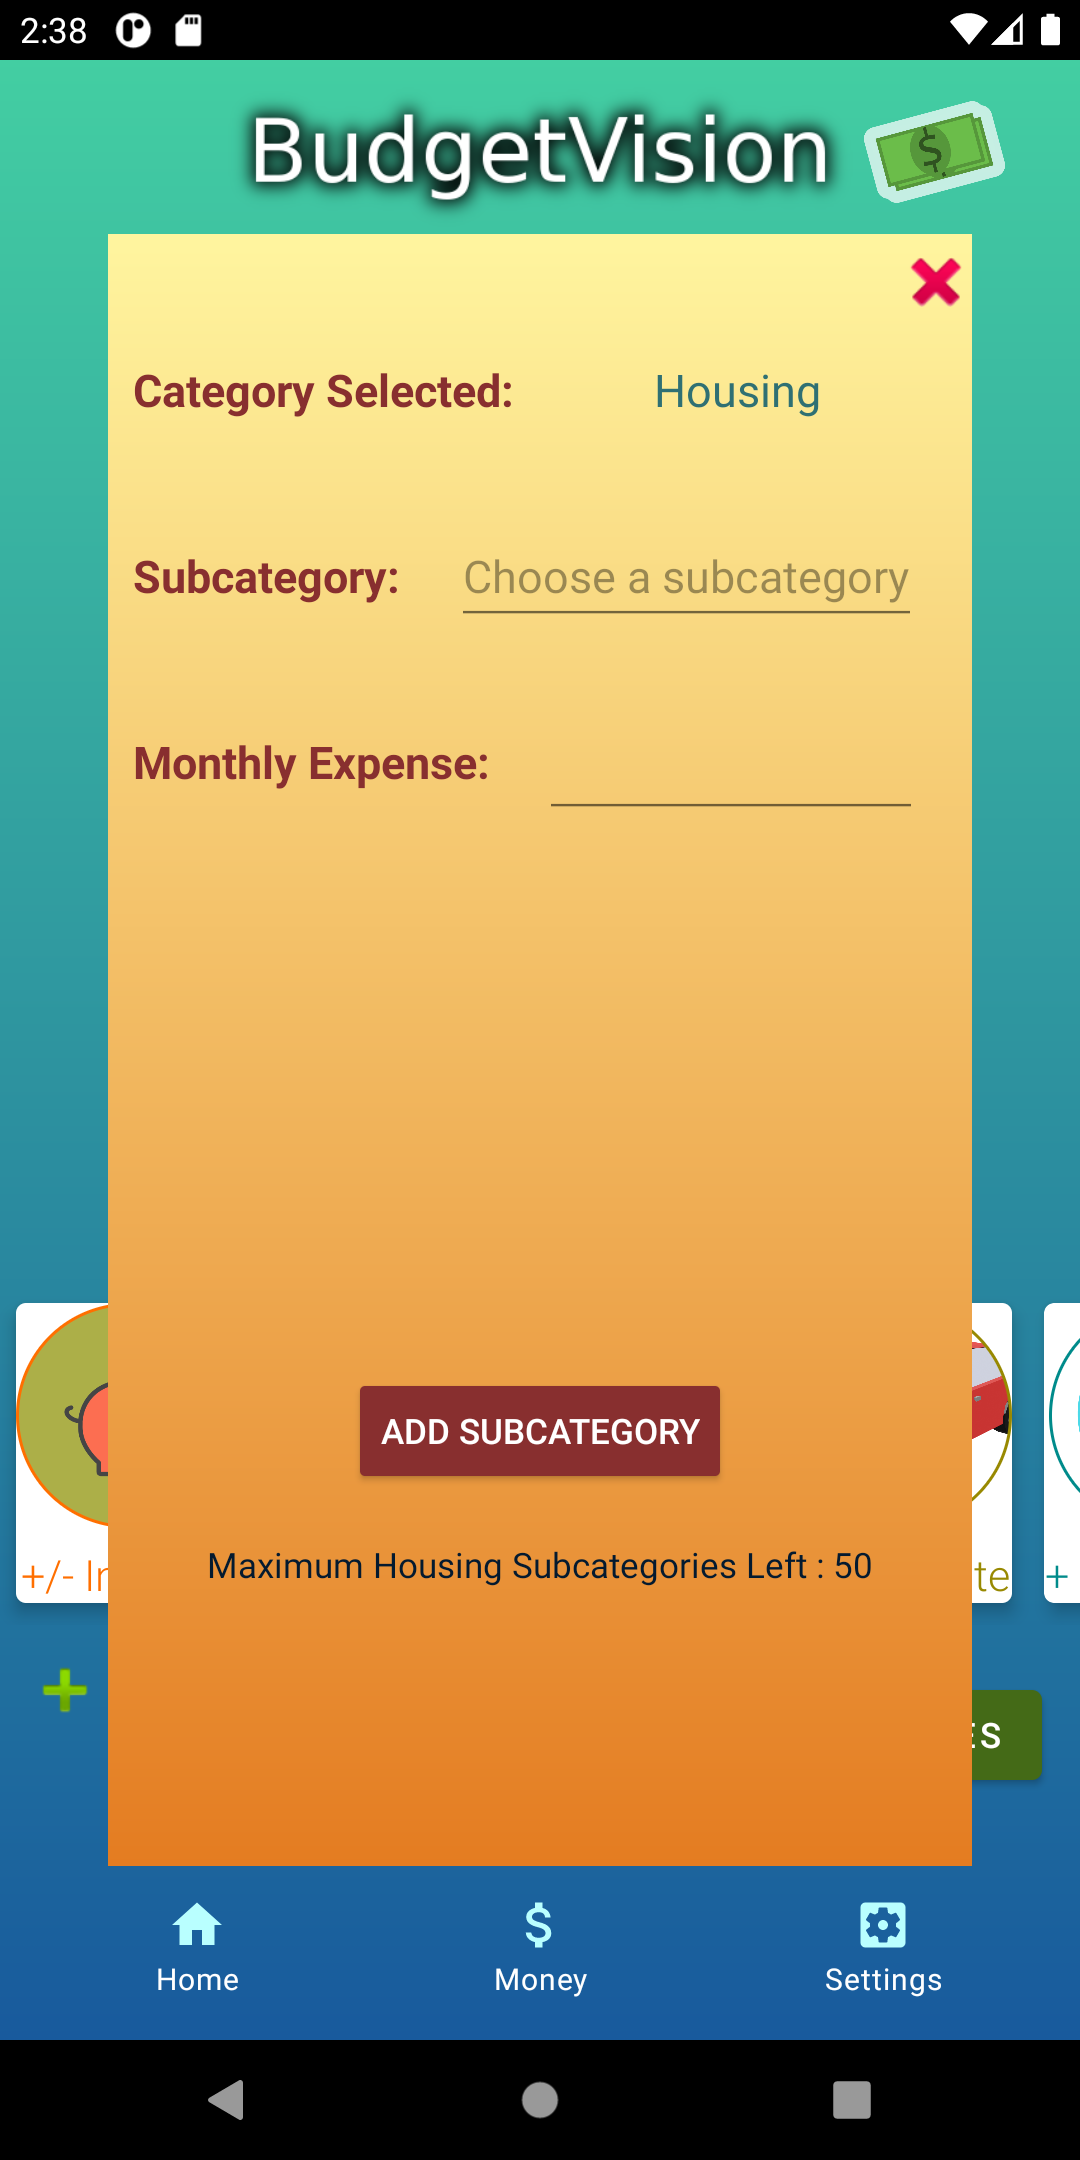 2:38
BudgetVision
Category Selected: Housing
Subcategory: Choose a subcategory
Monthly Expense:
ADD SUBCATEGORY
+/- In
te
+
Maximum Housing Subcategories Left : 50
ES
Home Money Settings